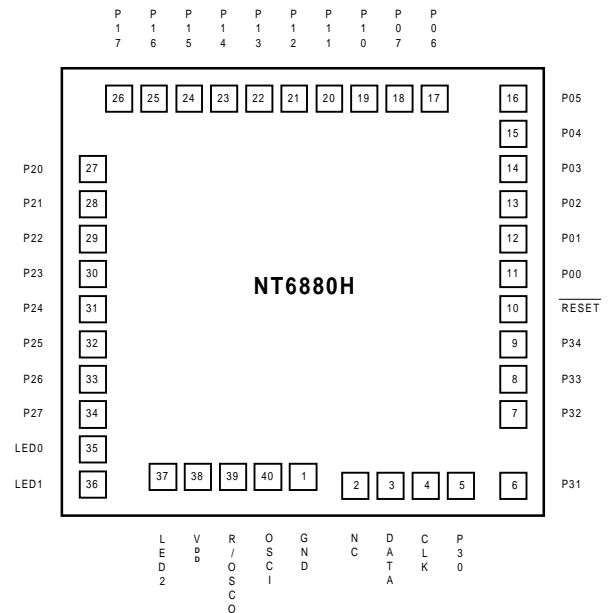 P17 P16 P15 P14 P13 P12 P11 P10 P07 P06
26 25 24 23 22 21 20 19 18 17 16 P05
15 P04
P20 27 14 P03
P21 28 13 P02
P22 29 12 P01
P23 30 11 P00
NT6880H
P24 31 10 RESET
P25 32 9 P34
P26 33 8 P33
P27 34 7 P32
LED0 35
LED1 36 37 38 39 40 1 2 3 4 5 6 P31
LED2 VDD R/OSCO OSCI GND NC DATA CLK P30